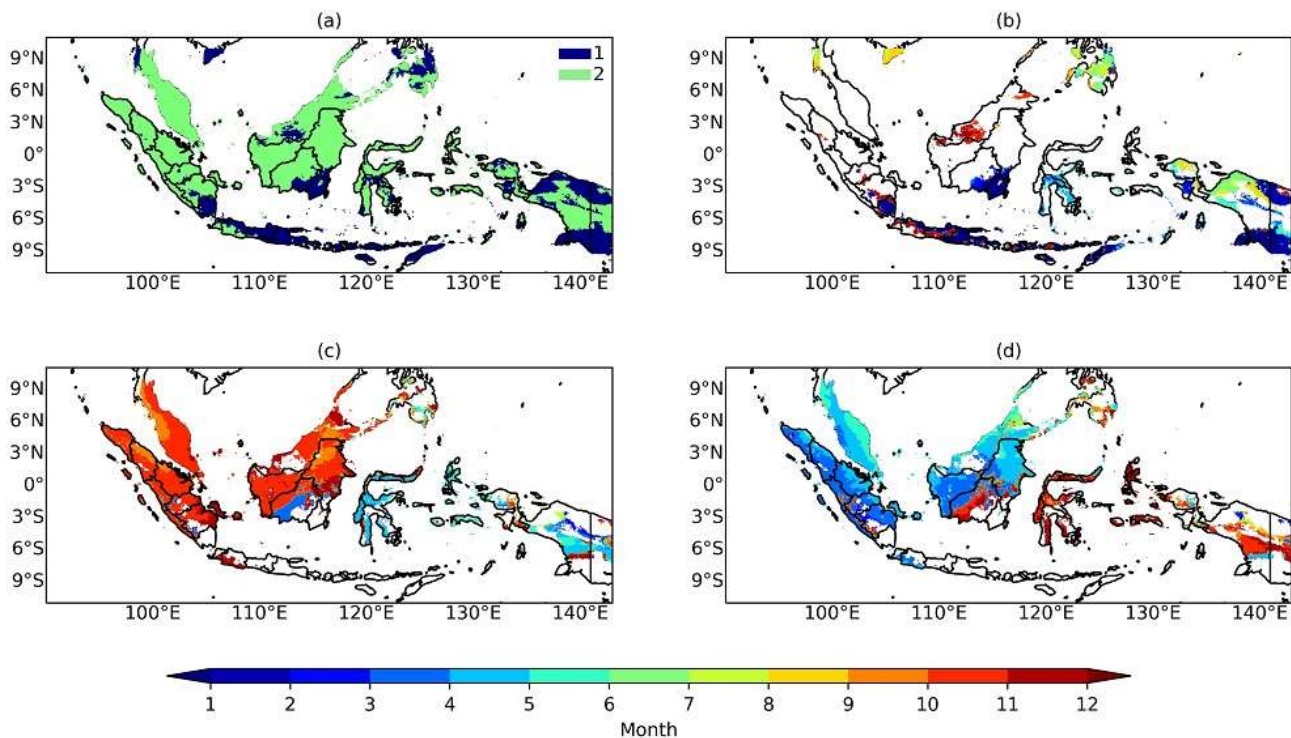 (a) (b)
9°N 1 9°N
6°N 2 6°N
3°N 3°N
0° 0°
3°S 3°S
6°S 6°S
9°S 9°S
100°E 110°E 120°E 130°E 140°E 100°E 110°E 120°E 130°E 140°E
(c) (d)
9°N 9°N
6°N 6°N
3°N 3°N
0° 0°
3°S 3°S
6°S 6°S
9°S 9°S
100°E 110°E 120°E 130°E 140°E 100°E 110°E 120°E 130°E 140°E
1 2 3 4 5 6 7 8 9 10 11 12
Month